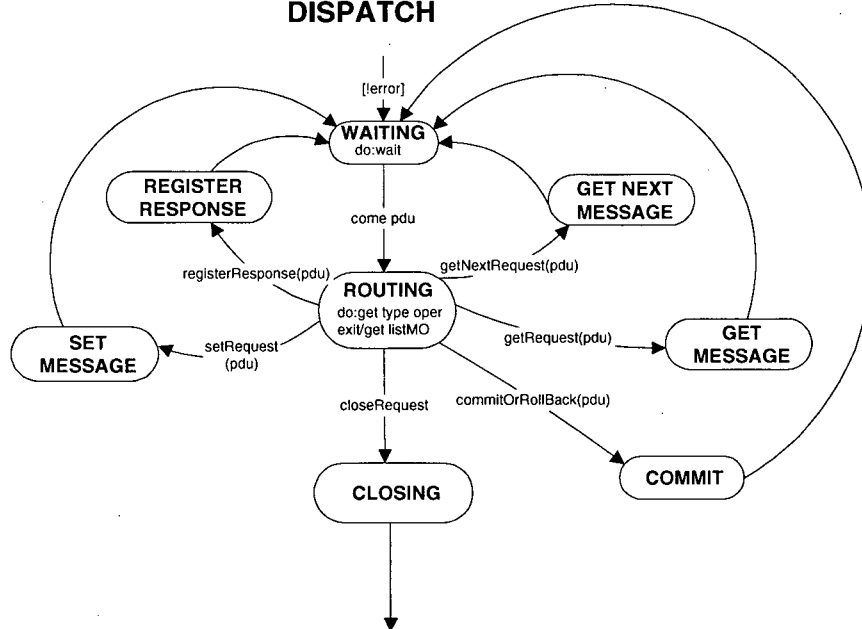 DISPATCH
[!error]
WAITING
do:wait
REGISTER
RESPONSE
GET NEXT
MESSAGE
come pdu
registerResponse(pdu)
getNextRequest(pdu)
ROUTING
do:get type oper
exit/get listMO
SET
MESSAGE
setRequest
(pdu)
getRequest(pdu)
GET
MESSAGE
closeRequest
commitOrRollBack(pdu)
CLOSING
COMMIT